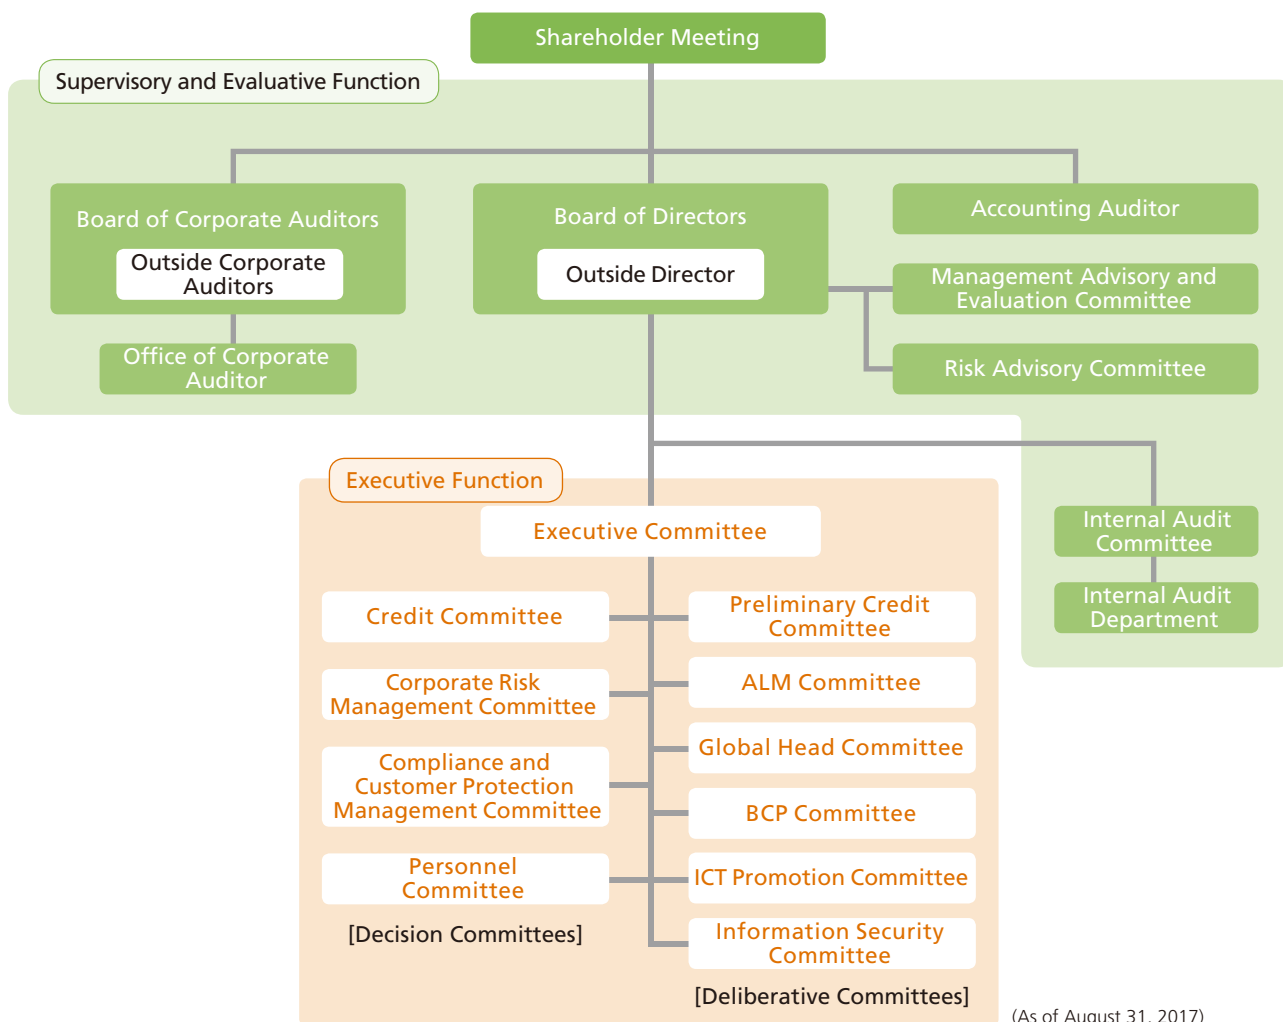 Shareholder Meeting
Supervisory and Evaluative Function
Board of Corporate Auditors
Outside Corporate
Auditors
Office of Corporate
Auditor
Board of Directors
Outside Director
Accounting Auditor
Management Advisory and
Evaluation Committee
Risk Advisory Committee
Internal Audit
Committee
Internal Audit
Department
Executive Function
Executive Committee
Credit Committee
Corporate Risk
Management Committee
Compliance and
Customer Protection
Management Committee
Personnel
Committee
[Decision Committees]
Preliminary Credit
Committee
ALM Committee
Global Head Committee
BCP Committee
ICT Promotion Committee
Information Security
Committee
[Deliberative Committees]
(As of August 31, 2017)